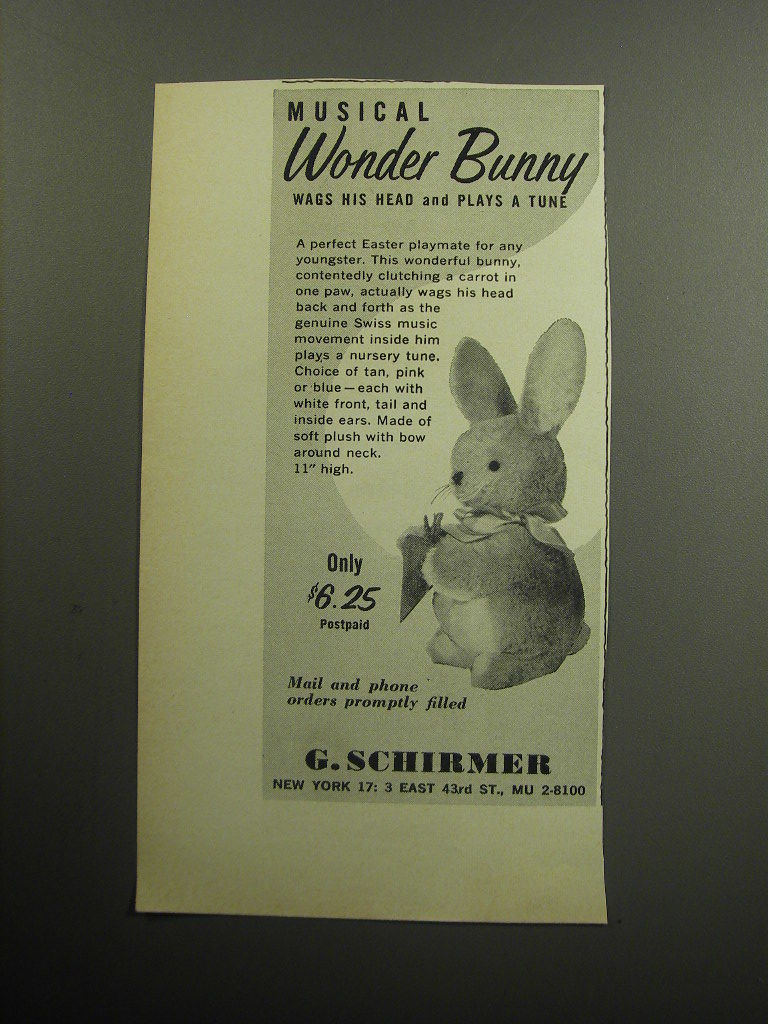 MUSICAL
Wonder Bunny
WAGS HIS HEAD and PLAYS A TUNE
A perfect Easter playmate for any
youngster. This wonderful bunny,
contentedly clutching a carrot in
one paw, actually wags his head
back and forth as the
genuine Swiss music
movement inside him
plays a nursery tune.
Choice of tan, pink
or blue—each with
white front, tail and
inside ears. Made of
soft plush with bow
around neck.
11″ high.
Only
$6.25
Postpaid
Mail and phone
orders promptly filled
G. SCHIRMER
NEW YORK 17: 3 EAST 43rd ST., MU 2-8100